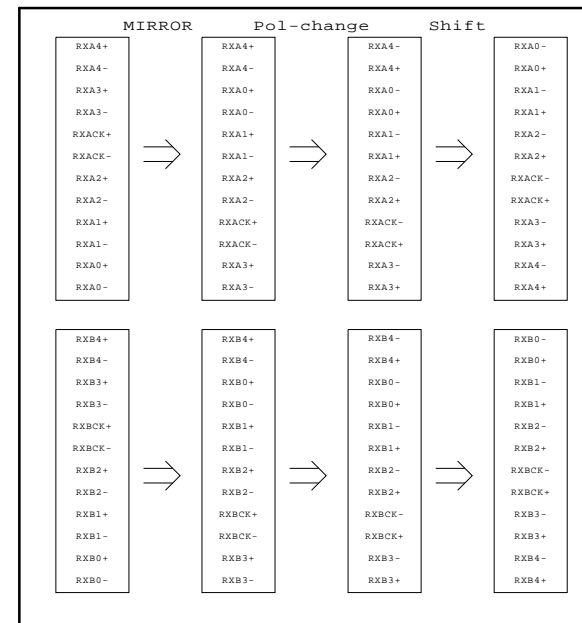 MIRROR Pol-change Shift
RXA4+ RXA4+ RXA4- RXA0-
RXA4- RXA4- RXA4+ RXA0+
RXA3+ RXA0+ RXA0- RXA1-
RXA3- RXA0- RXA0+ RXA1+
RXACK+ RXA1+ RXA1- RXA2-
RXACK- RXA1- RXA1+ RXA2+
RXA2+ RXA2+ RXA2- RXACK-
RXA2- RXA2- RXA2+ RXACK+
RXA1+ RXACK+ RXACK- RXA3-
RXA1- RXACK- RXACK+ RXA3+
RXA0+ RXA3+ RXA3- RXA4-
RXA0- RXA3- RXA3+ RXA4+
RXB4+ RXB4+ RXB4- RXB0-
RXB4- RXB4- RXB4+ RXB0+
RXB3+ RXB0+ RXB0- RXB1-
RXB3- RXB0- RXB0+ RXB1+
RXBCK+ RXB1+ RXB1- RXB2-
RXBCK- RXB1- RXB1+ RXB2+
RXB2+ RXB2+ RXB2- RXBCK-
RXB2- RXB2- RXB2+ RXBCK+
RXB1+ RXBCK+ RXBCK- RXB3-
RXB1- RXBCK- RXBCK+ RXB3+
RXB0+ RXB3+ RXB3- RXB4-
RXB0- RXB3- RXB3+ RXB4+